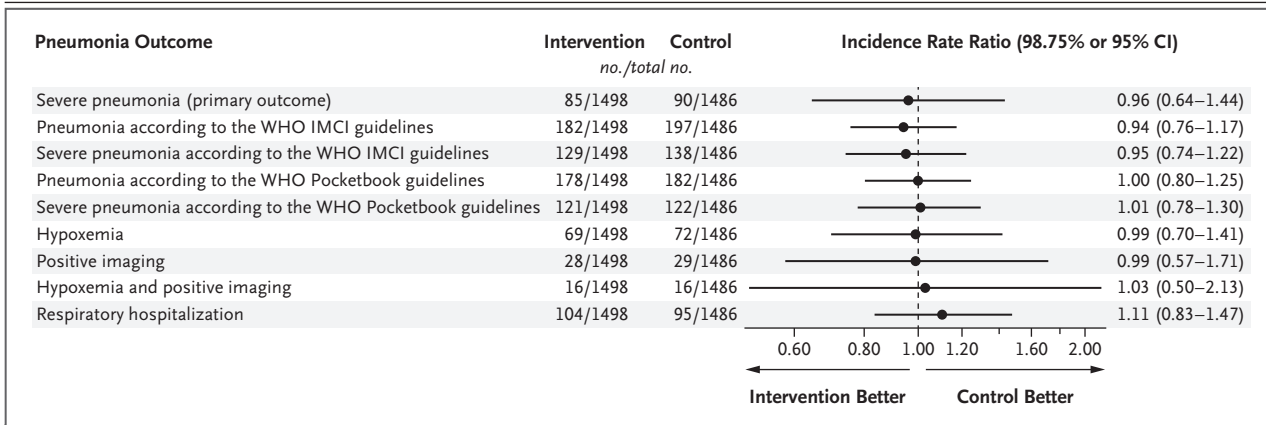 Pneumonia Outcome Intervention Control Incidence Rate Ratio (98.75% or 95% CI)
no./total no.
Severe pneumonia (primary outcome) 85/1498 90/1486 0.96 (0.64–1.44)
Pneumonia according to the WHO IMCI guidelines 182/1498 197/1486 0.94 (0.76–1.17)
Severe pneumonia according to the WHO IMCI guidelines 129/1498 138/1486 0.95 (0.74–1.22)
Pneumonia according to the WHO Pocketbook guidelines 178/1498 182/1486 1.00 (0.80–1.25)
Severe pneumonia according to the WHO Pocketbook guidelines 121/1498 122/1486 1.01 (0.78–1.30)
Hypoxemia 69/1498 72/1486 0.99 (0.70–1.41)
Positive imaging 28/1498 29/1486 0.99 (0.57–1.71)
Hypoxemia and positive imaging 16/1498 16/1486 1.03 (0.50–2.13)
Respiratory hospitalization 104/1498 95/1486 1.11 (0.83–1.47)
0.60 0.80 1.00 1.20 1.60 2.00
Intervention Better Control Better